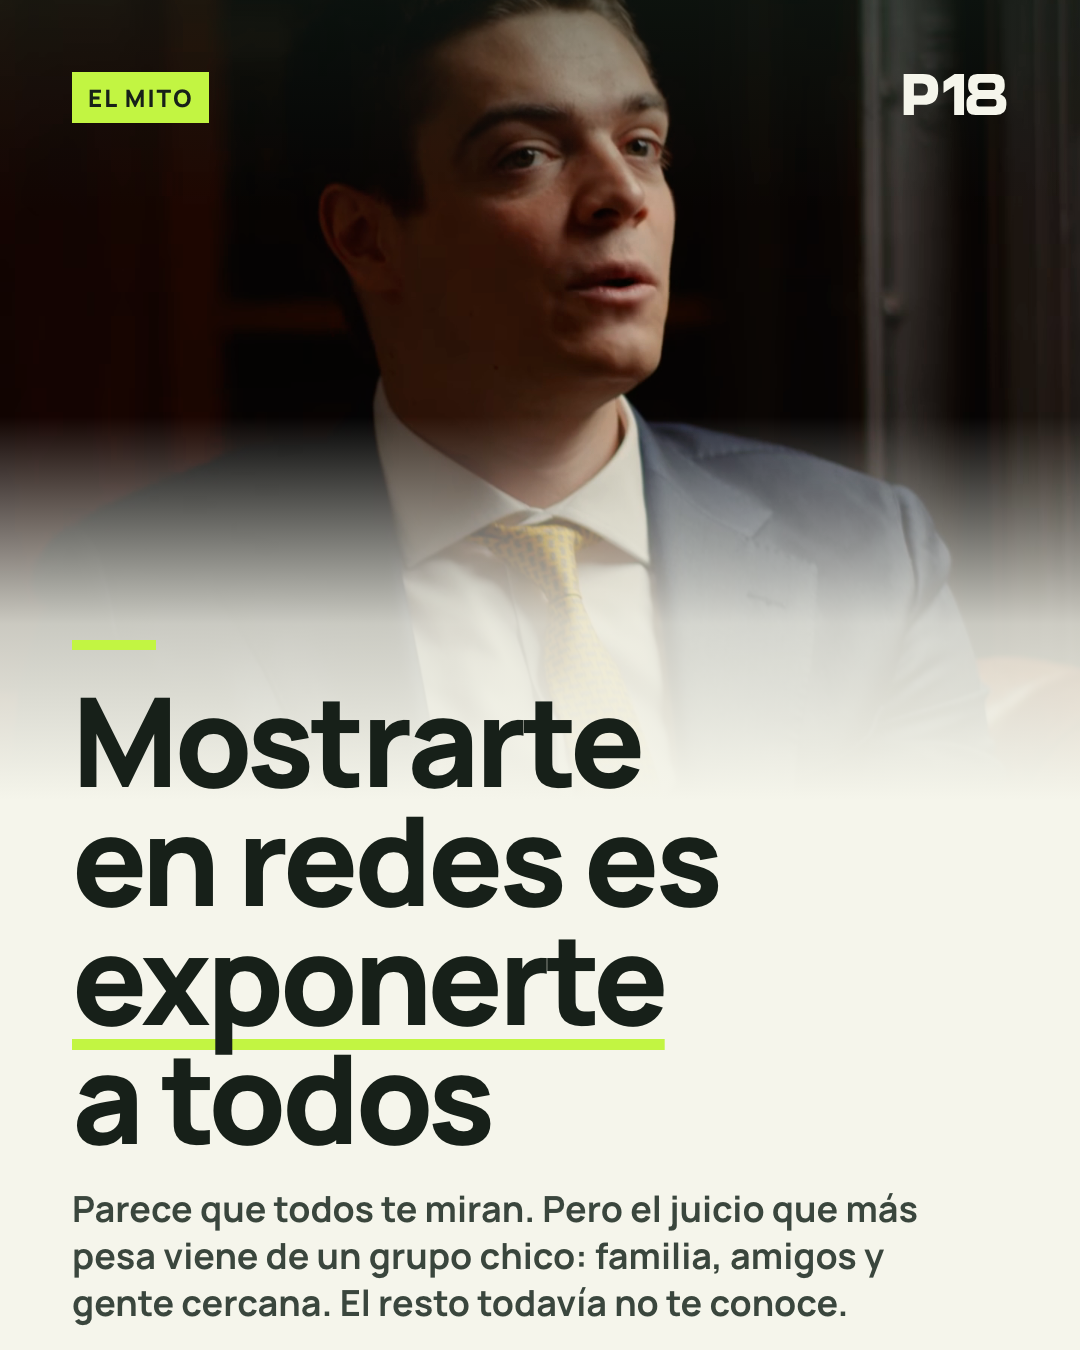 EL MITO
P18
Mostrarte
en redes es
exponerte
a todos
Parece que todos te miran. Pero el juicio que más
pesa viene de un grupo chico: familia, amigos y
gente cercana. El resto todavía no te conoce.